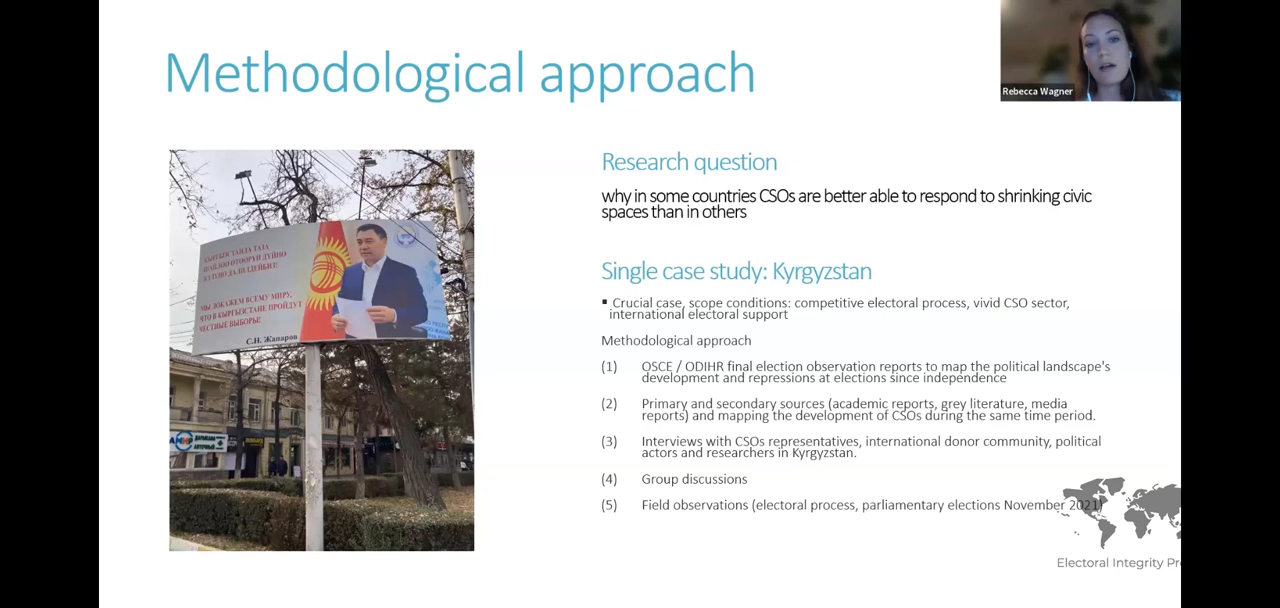 Methodological approach
Rebecca Wagner
КЫРГЫЗСТАНДА ТАЗА
ШАЙЛОО ӨТӨӨРҮН ДҮЙНӨ
МЫ ДОКАЖЕМ ВСЕМУ МИРУ,
ЧТО В КЫРГЫЗСТАНЕ ПРОЙДУТ
ЧЕСТНЫЕ ВЫБОРЫ!
С.Н. Жапаров
Research question
why in some countries CSOs are better able to respond to shrinking civic
spaces than in others
Single case study: Kyrgyzstan
▪ Crucial case, scope conditions: competitive electoral process, vivid CSO sector,
international electoral support
Methodological approach
(1) OSCE / ODIHR final election observation reports to map the political landscape's
development and repressions at elections since independence
(2) Primary and secondary sources (academic reports, grey literature, media
reports) and mapping the development of CSOs during the same time period.
(3) Interviews with CSOs representatives, international donor community, political
actors and researchers in Kyrgyzstan.
(4) Group discussions
(5) Field observations (electoral process, parliamentary elections November 2021)
Electoral Integrity Pr